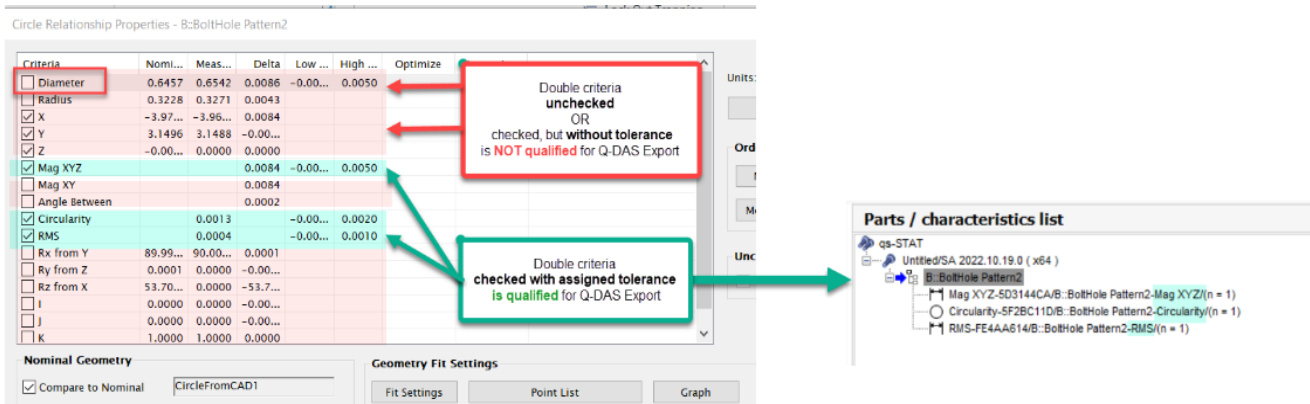 Circle Relationship Properties - B::BoltHole Pattern2
Criteria Nomi... Meas... Delta Low ... High ... Optimize
Diameter 0.6457 0.6542 0.0086 -0.00... 0.0050
Radius 0.3228 0.3271 0.0043
X -3.97... -3.96... 0.0084
Y 3.1496 3.1488 -0.00...
Z -0.00... 0.0000 0.0000
Mag XYZ 0.0084 -0.00... 0.0050
Mag XY 0.0084
Angle Between 0.0002
Circularity 0.0013 -0.00... 0.0020
RMS 0.0004 -0.00... 0.0010
Rx from Y 89.99... 90.00... 0.0001
Ry from Z 0.0001 0.0000 -0.00...
Rz from X 53.70... 0.0000 -53.7...
I 0.0000 0.0000 -0.00...
J 0.0000 0.0000 -0.00...
K 1.0000 1.0000 0.0000
Double criteria
unchecked
OR
checked, but without tolerance
is NOT qualified for Q-DAS Export
Double criteria
checked with assigned tolerance
is qualified for Q-DAS Export
Units:
Ord
Unc
Nominal Geometry
Compare to Nominal CircleFromCAD1
Geometry Fit Settings
Fit Settings Point List Graph
Parts / characteristics list
qs-STAT
Untitled/SA 2022.10.19.0 ( x64 )
B::BoltHole Pattern2
Mag XYZ-5D3144CA/B::BoltHole Pattern2-Mag XYZ/(n = 1)
Circularity-5F2BC11D/B::BoltHole Pattern2-Circularity/(n = 1)
RMS-FE4AA614/B::BoltHole Pattern2-RMS/(n = 1)